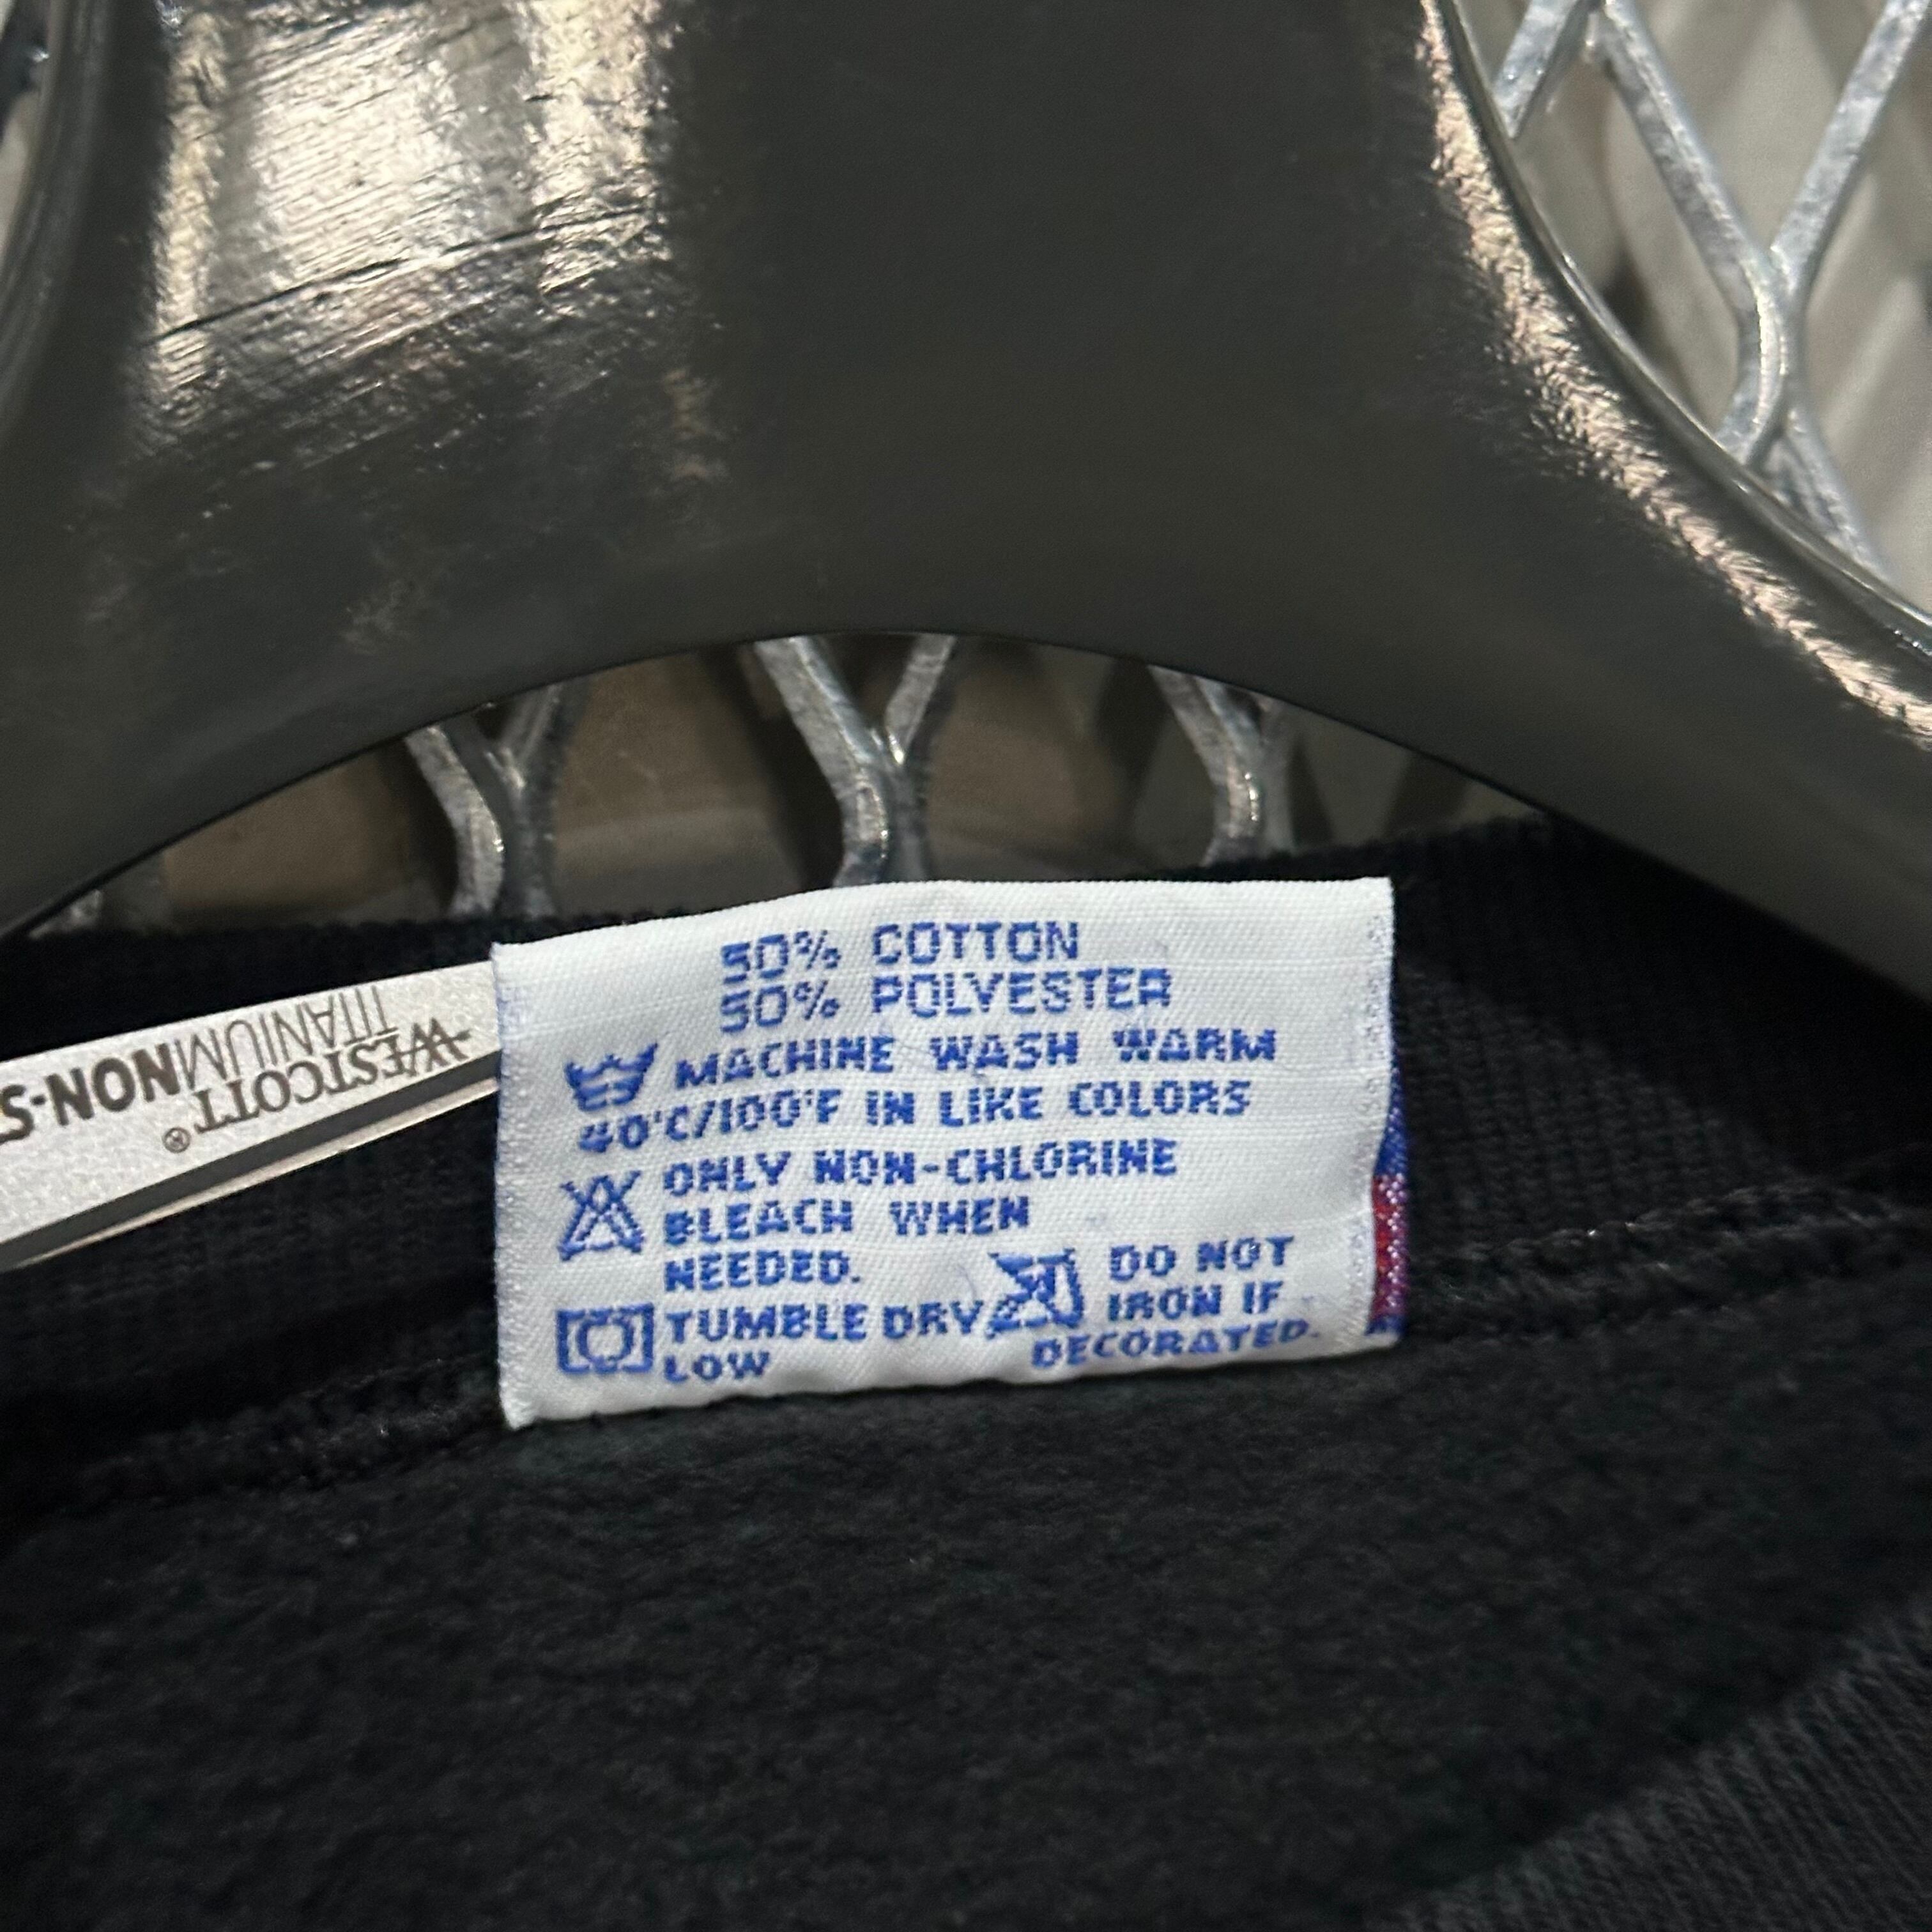 50% COTTON
50% POLYESTER
MACHINE WASH WARM
40°C/100°F IN LIKE COLORS
ONLY NON-CHLORINE
BLEACH WHEN
NEEDED.
TUMBLE DRY
LOW
DO NOT
IRON IF
DECORATED.
WESTCOTT®
TITANIUM
NON-S